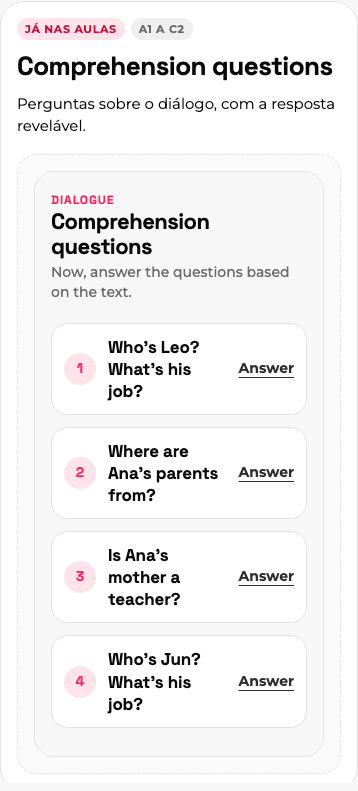 JÁ NAS AULAS
A1 A C2
Comprehension questions
Perguntas sobre o diálogo, com a resposta
revelável.
DIALOGUE
Comprehension
questions
Now, answer the questions based
on the text.
1
Who's Leo?
What's his
job?
Answer
2
Where are
Ana's parents
from?
Answer
3
Is Ana's
mother a
teacher?
Answer
4
Who's Jun?
What's his
job?
Answer